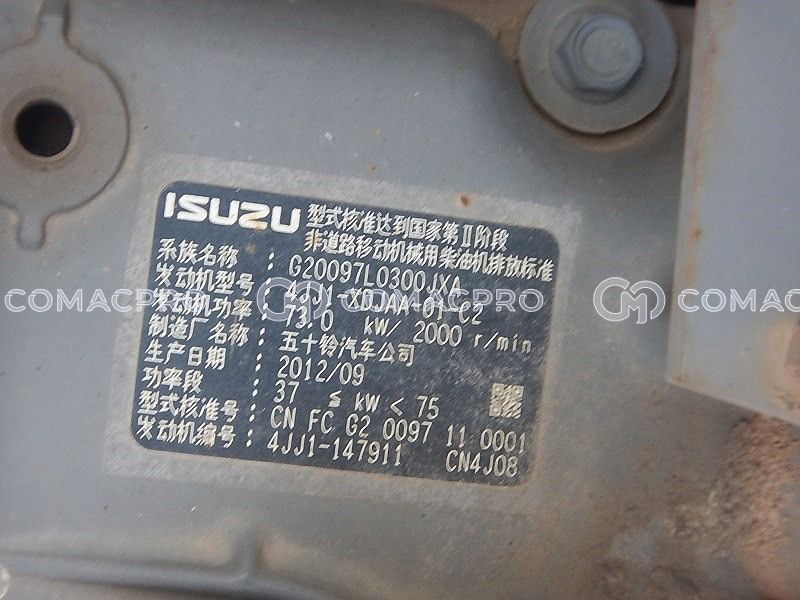 ISUZU 型式核准达到国家第Ⅱ阶段
非道路移动机械用柴油机排放标准
系族名称 : G20097L0300JXA
发动机型号 : 4JJ1-XDJAA-01-C2
发动机功率 : 73.0 kW/ 2000 r/min
制造厂名称 : 五十铃汽车公司
生产日期 : 2012/09
功率段 : 37 ≤ kW < 75
型式核准号 : CN FC G2 0097 11 0001
发动机编号 : 4JJ1-147911 CN4J08
COMACPRO COMACPRO COMACPRO